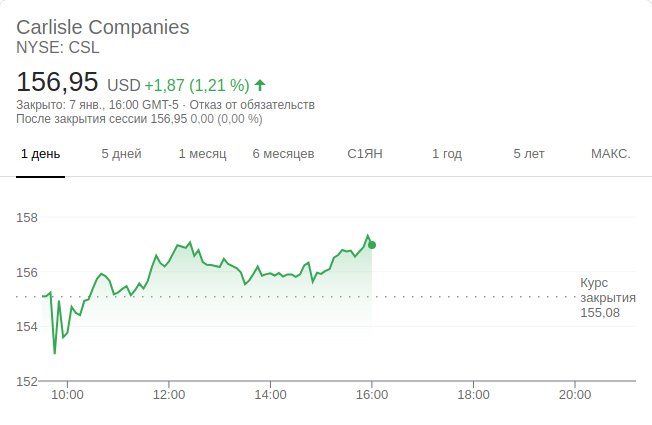 Carlisle Companies
NYSE: CSL
156,95 USD +1,87 (1,21 %)
Закрыто: 7 янв., 16:00 GMT-5 · Отказ от обязательств
После закрытия сессии 156,95 0,00 (0,00 %)
1 день 5 дней 1 месяц 6 месяцев С1ЯН 1 год 5 лет МАКС.
158
156
Курс
закрытия
155,08
154
152
10:00 12:00 14:00 16:00 18:00 20:00